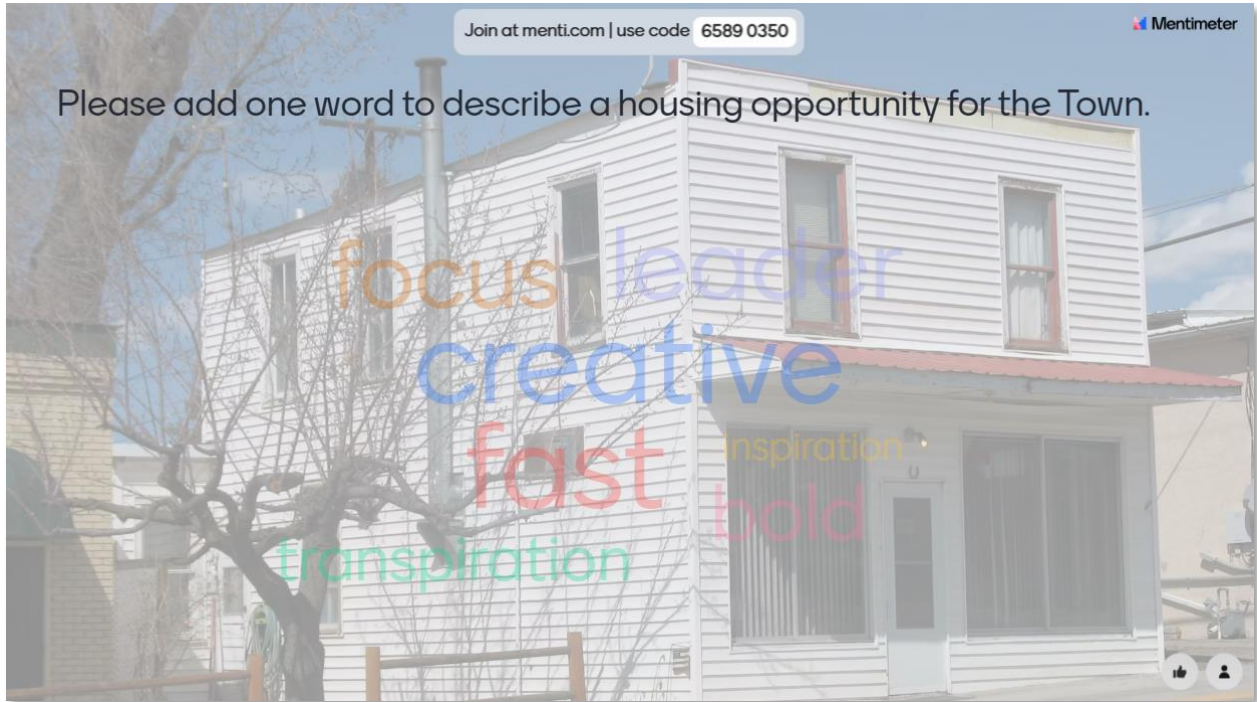 Join at menti.com | use code 6589 0350
Mentimeter
Please add one word to describe a housing opportunity for the Town.
focus leader
creative
fast
Inspiration
bold
transpiration